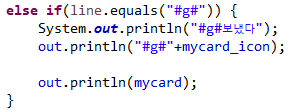 else if(line.equals("#g#")) {
System.out.println("#g#보냈다");
out.println("#g#"+mycard_icon);
out.println(mycard);
}